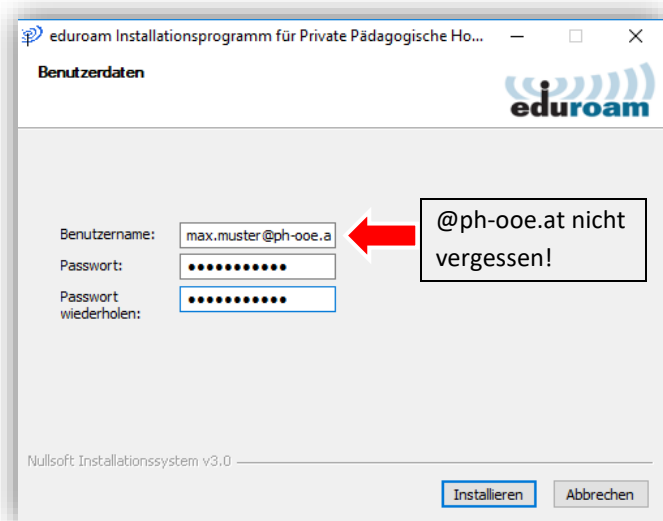 eduroam Installationsprogramm für Private Pädagogische Ho...
Benutzerdaten
eduroam
Benutzername:
max.muster@ph-ooe.a
@ph-ooe.at nicht
vergessen!
Passwort:
●●●●●●●●●●●
Passwort
wiederholen:
●●●●●●●●●●●
Nullsoft Installationssystem v3.0
Installieren
Abbrechen